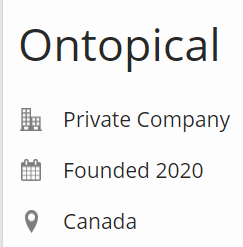 Ontopical
Private Company
Founded 2020
Canada